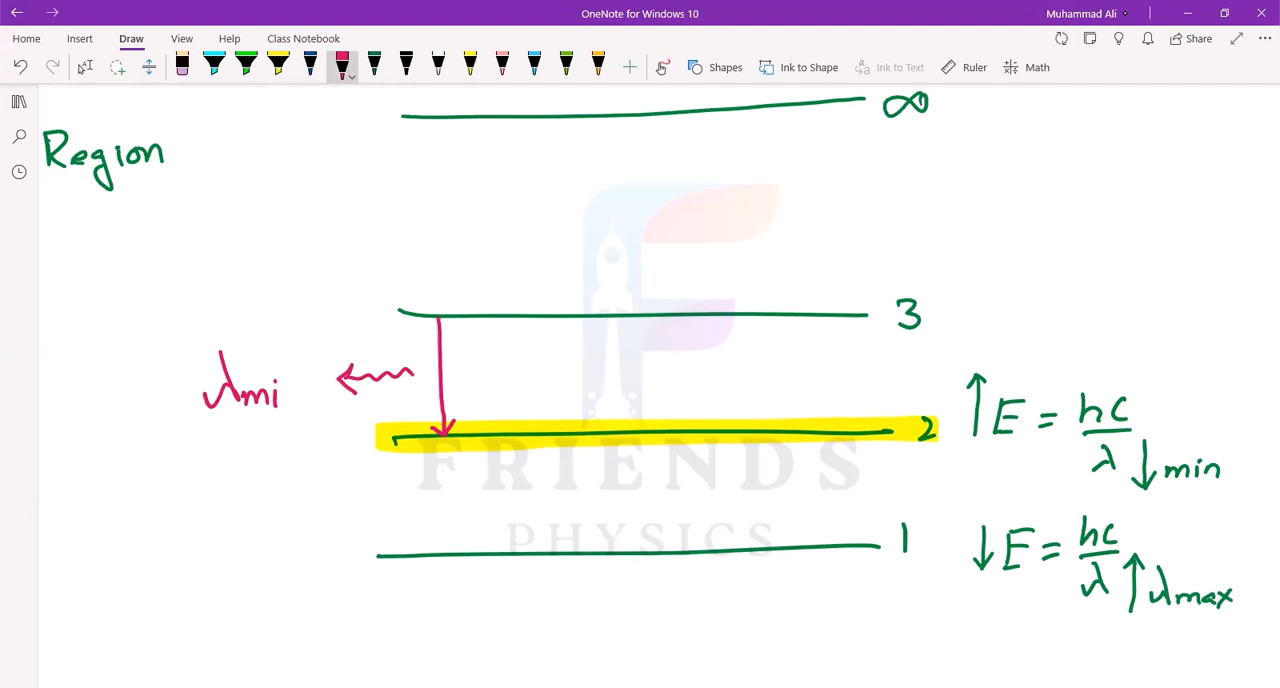 OneNote for Windows 10
Muhammad Ali
Home Insert Draw View Help Class Notebook
Share
Shapes Ink to Shape Ink to Text Ruler Math
∞
Region
3
λmi
2
E = hc/λ min
FRIENDS
PHYSICS
1
E = hc/λ λmax